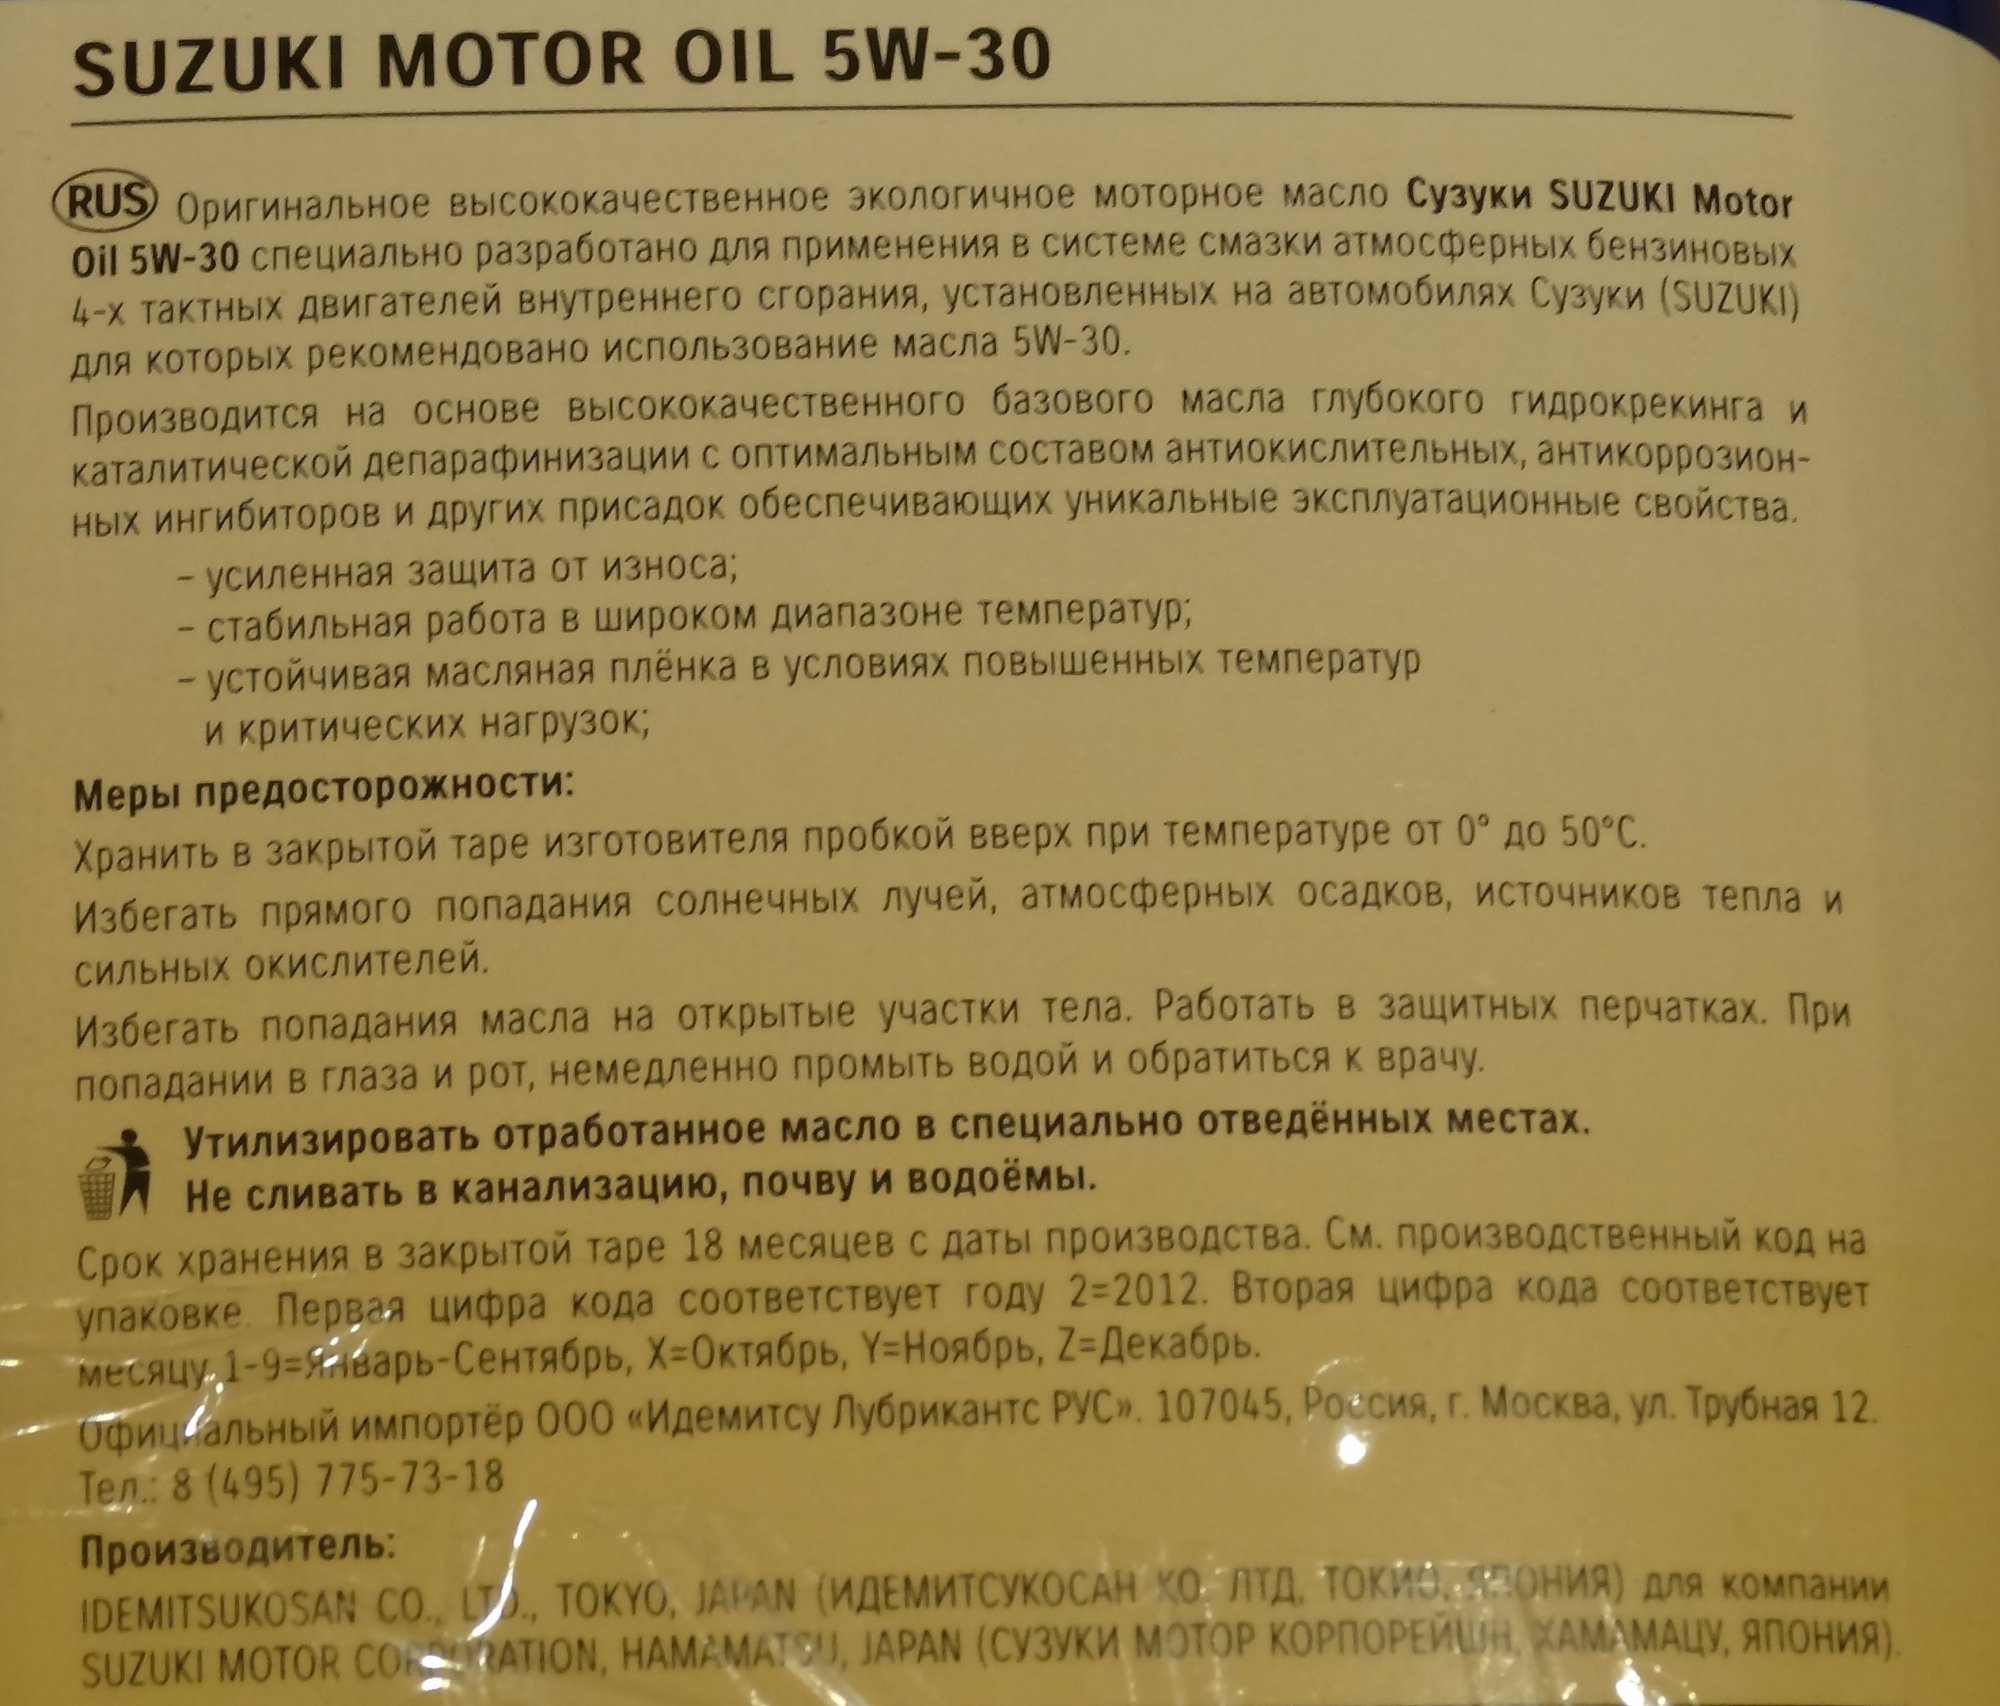 SUZUKI MOTOR OIL 5W-30
RUS Оригинальное высококачественное экологичное моторное масло Сузуки SUZUKI Motor
Oil 5W-30 специально разработано для применения в системе смазки атмосферных бензиновых
4-х тактных двигателей внутреннего сгорания, установленных на автомобилях Сузуки (SUZUKI)
для которых рекомендовано использование масла 5W-30.
Производится на основе высококачественного базового масла глубокого гидрокрекинга и
каталитической депарафинизации с оптимальным составом антиокислительных, антикоррозион-
ных ингибиторов и других присадок обеспечивающих уникальные эксплуатационные свойства.
– усиленная защита от износа;
– стабильная работа в широком диапазоне температур;
– устойчивая масляная плёнка в условиях повышенных температур
и критических нагрузок;
Меры предосторожности:
Хранить в закрытой таре изготовителя пробкой вверх при температуре от 0° до 50°С.
Избегать прямого попадания солнечных лучей, атмосферных осадков, источников тепла и
сильных окислителей.
Избегать попадания масла на открытые участки тела. Работать в защитных перчатках. При
попадании в глаза и рот, немедленно промыть водой и обратиться к врачу.
Утилизировать отработанное масло в специально отведённых местах.
Не сливать в канализацию, почву и водоёмы.
Срок хранения в закрытой таре 18 месяцев с даты производства. См. производственный код на
упаковке. Первая цифра кода соответствует году 2=2012. Вторая цифра кода соответствует
месяцу 1-9=Январь-Сентябрь, X=Октябрь, Y=Ноябрь, Z=Декабрь.
Официальный импортёр ООО «Идемитсу Лубрикантс РУС». 107045, Россия, г. Москва, ул. Трубная 12.
Тел.: 8 (495) 775-73-18
Производитель:
IDEMITSUKOSAN CO., LTD., TOKYO, JAPAN (ИДЕМИТСУКОСАН КО. ЛТД, ТОКИО, ЯПОНИЯ) для компании
SUZUKI MOTOR CORPORATION, HAMAMATSU, JAPAN (СУЗУКИ МОТОР КОРПОРЕЙШН, ХАМАМАЦУ, ЯПОНИЯ).